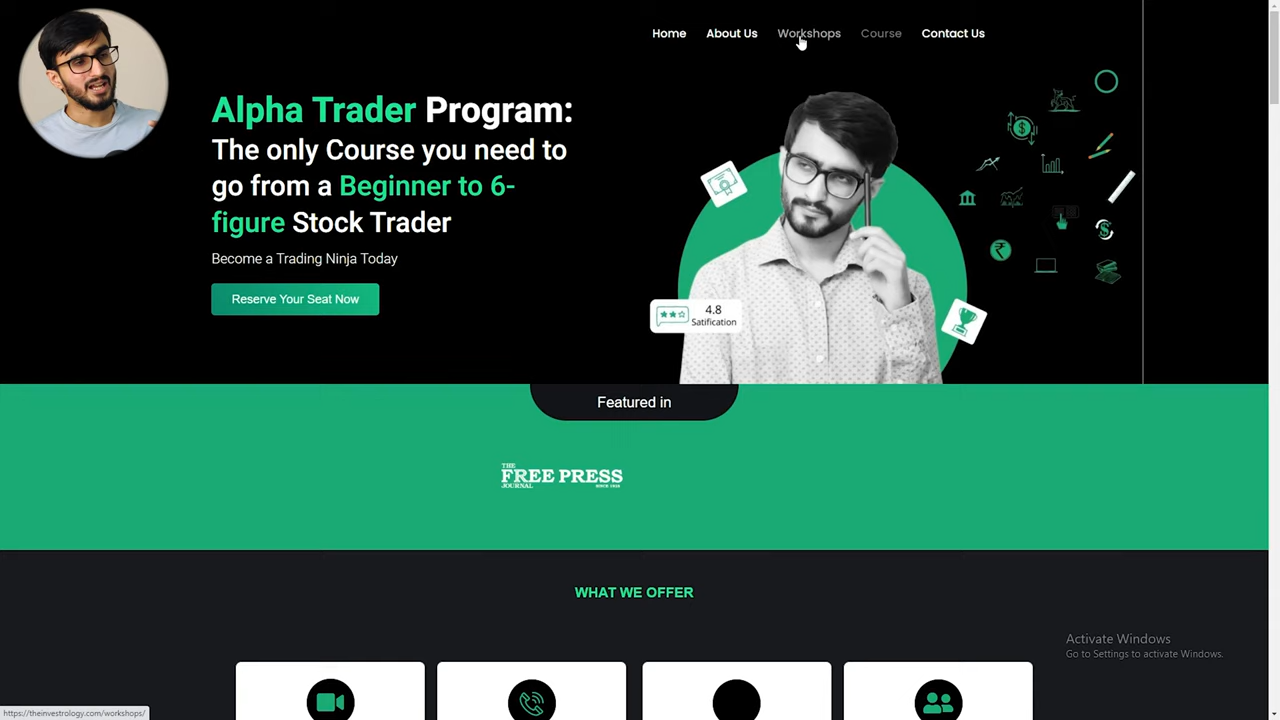 Home About Us Workshops Course Contact Us
Alpha Trader Program:
The only Course you need to
go from a Beginner to 6-
figure Stock Trader
Become a Trading Ninja Today
Reserve Your Seat Now
4.8
Satification
Featured in
THE
FREE PRESS
JOURNAL SINCE 1928
WHAT WE OFFER
Activate Windows
Go to Settings to activate Windows.
https://theinvestrology.com/workshops/